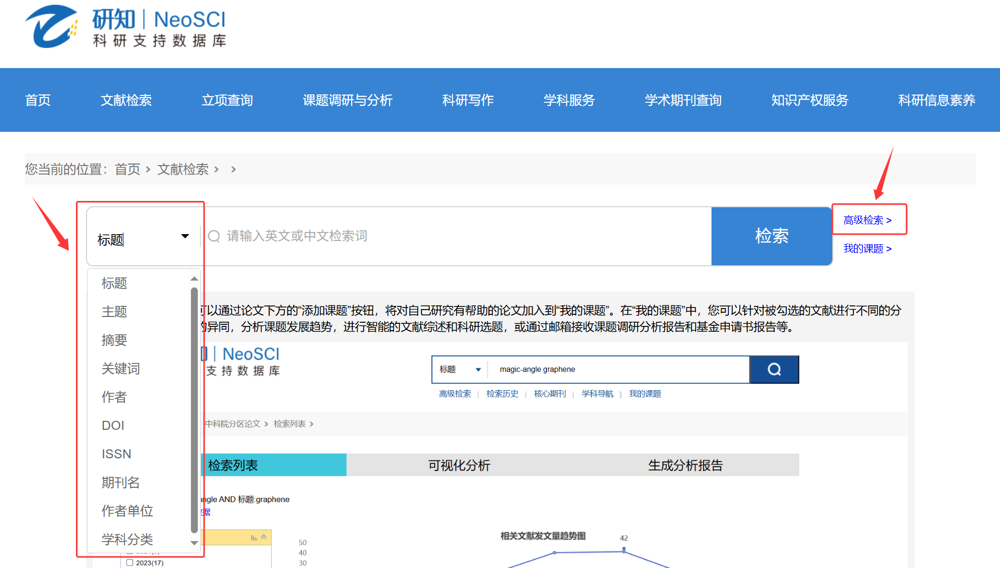 研知 | NeoSCI
科研支持数据库
首页 文献检索 立项查询 课题调研与分析 科研写作 学科服务 学术期刊查询 知识产权服务 科研信息素养
您当前的位置：首页 > 文献检索 > >
标题 请输入英文或中文检索词 检索
高级检索 >
我的课题 >
标题
主题
摘要
关键词
作者
DOI
ISSN
期刊名
作者单位
学科分类
可以通过论文下方的“添加课题”按钮，将对自己研究有帮助的论文加入到“我的课题”。在“我的课题”中，您可以针对被勾选的文献进行不同的分
的异同，分析课题发展趋势，进行智能的文献综述和科研选题，或通过邮箱接收课题调研分析报告和基金申请书报告等。
| NeoSCI
支持数据库
标题 magic-angle graphene
高级检索 | 检索历史 | 核心期刊 | 学科导航 | 我的课题
中科院分区论文 > 检索列表 >
检索列表 可视化分析 生成分析报告
angle AND 标题:graphene
据
相关文献发文量趋势图
42
50
40
30
2023(17)